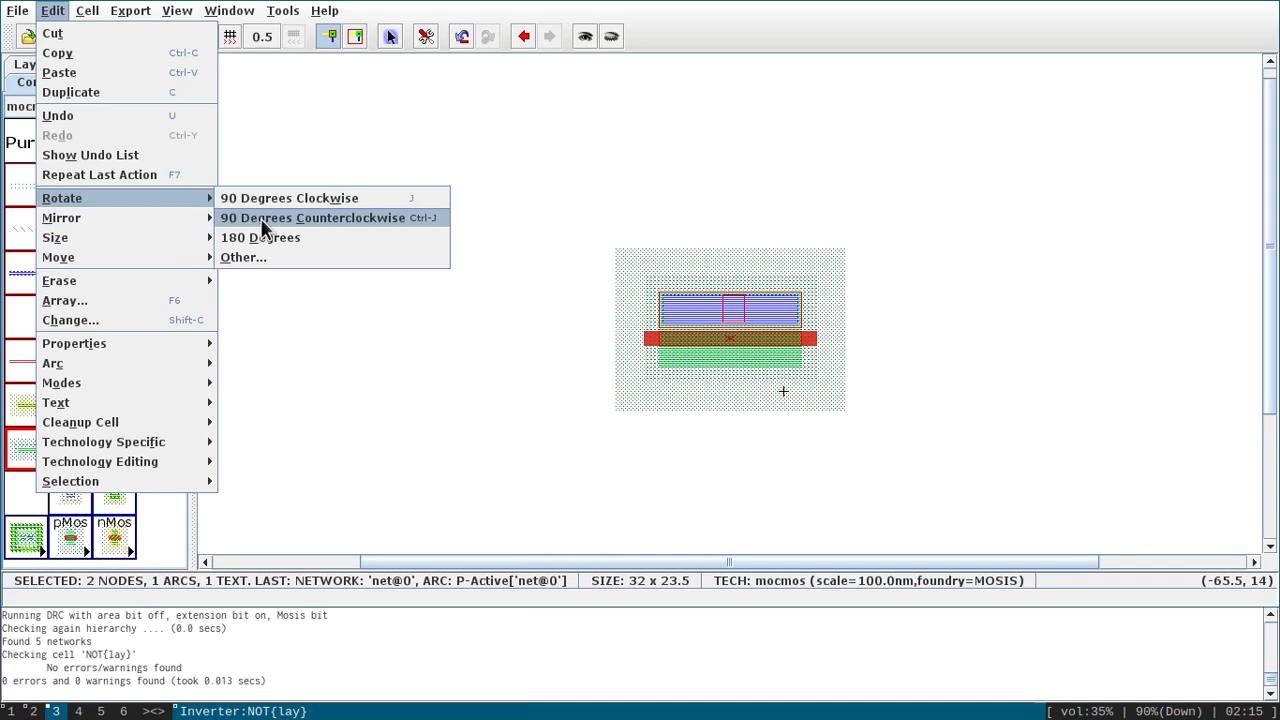 File Edit Cell Export View Window Tools Help
0.5
Lay
Co
mocm
Pur
Cut
Copy Ctrl-C
Paste Ctrl-V
Duplicate C
Undo U
Redo Ctrl-Y
Show Undo List
Repeat Last Action F7
Rotate
Mirror
Size
Move
Erase
Array... F6
Change... Shift-C
Properties
Arc
Modes
Text
Cleanup Cell
Technology Specific
Technology Editing
Selection
90 Degrees Clockwise J
90 Degrees Counterclockwise Ctrl-J
180 Degrees
Other...
pMos nMos
SELECTED: 2 NODES, 1 ARCS, 1 TEXT. LAST: NETWORK: 'net@0', ARC: P-Active['net@0'] SIZE: 32 x 23.5 TECH: mocmos (scale=100.0nm,foundry=MOSIS) (-65.5, 14)
Running DRC with area bit off, extension bit on, Mosis bit
Checking again hierarchy .... (0.0 secs)
Found 5 networks
Checking cell 'NOT{lay}'
No errors/warnings found
0 errors and 0 warnings found (took 0.013 secs)
1 2 3 4 5 6 ><> Inverter:NOT{lay} [ vol:35% | 90%(Down) | 02:15 ]